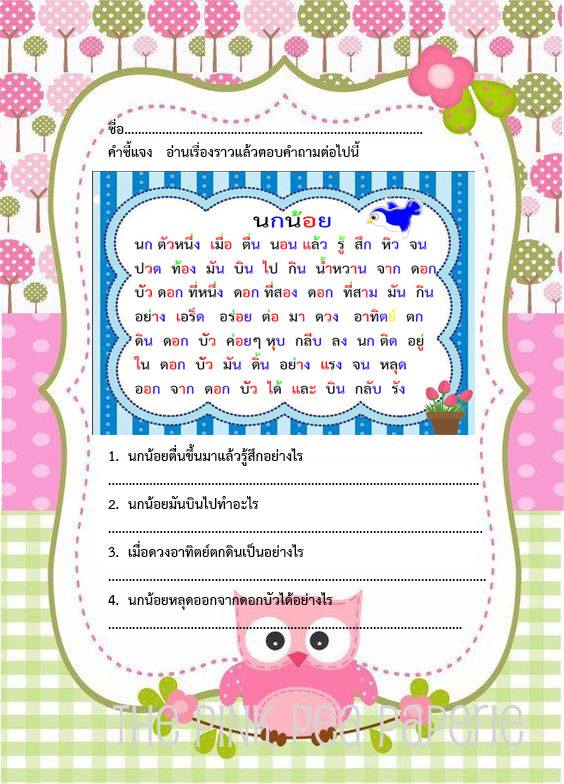 ชื่อ..........................................................................................
คำชี้แจง อ่านเรื่องราวแล้วตอบคำถามต่อไปนี้
นกน้อย
นก ตัวหนึ่ง เมื่อ ตื่น นอน แล้ว รู้ สึก หิว จน
ปวด ท้อง มัน บิน ไป กิน น้ำหวาน จาก ดอก
บัว ดอก ที่หนึ่ง ดอก ที่สอง ดอก ที่สาม มัน กิน
อย่าง เอร็ด อร่อย ต่อ มา ดวง อาทิตย์ ตก
ดิน ดอก บัว ค่อยๆ หุบ กลีบ ลง นก ติด อยู่
ใน ดอก บัว มัน ดิ้น อย่าง แรง จน หลุด
ออก จาก ดอก บัว ได้ และ บิน กลับ รัง
1. นกน้อยตื่นขึ้นมาแล้วรู้สึกอย่างไร
................................................................................................................
2. นกน้อยมันบินไปทำอะไร
................................................................................................................
3. เมื่อดวงอาทิตย์ตกดินเป็นอย่างไร
................................................................................................................
4. นกน้อยหลุดออกจากดอกบัวได้อย่างไร
..........................................................................................................
THE PINK Pea Paperie